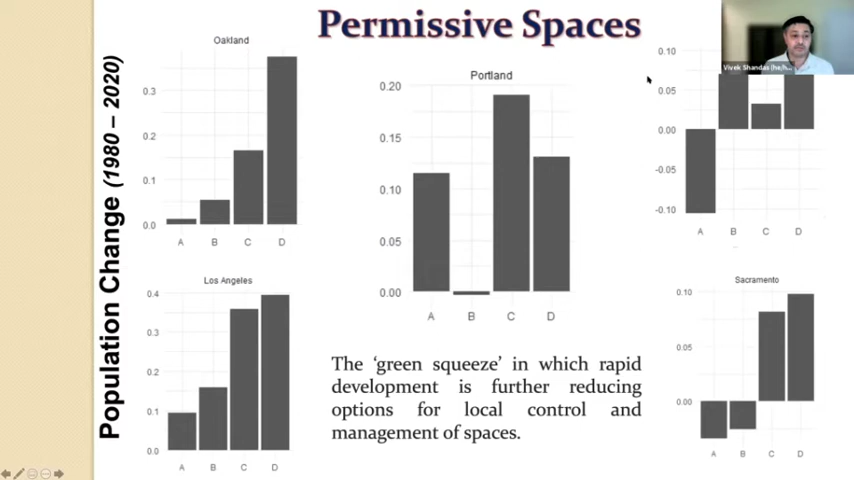 Permissive Spaces
Vivek Shandas (he/h...
Population Change (1980 – 2020)
Oakland
0.3
0.2
0.1
0.0
A B C D
Portland
0.20
0.15
0.10
0.05
0.00
A B C D
0.10
0.05
0.00
-0.05
-0.10
A B C D
Los Angeles
0.4
0.3
0.2
0.1
0.0
A B C D
The ‘green squeeze’ in which rapid
development is further reducing
options for local control and
management of spaces.
Sacramento
0.10
0.05
0.00
A B C D